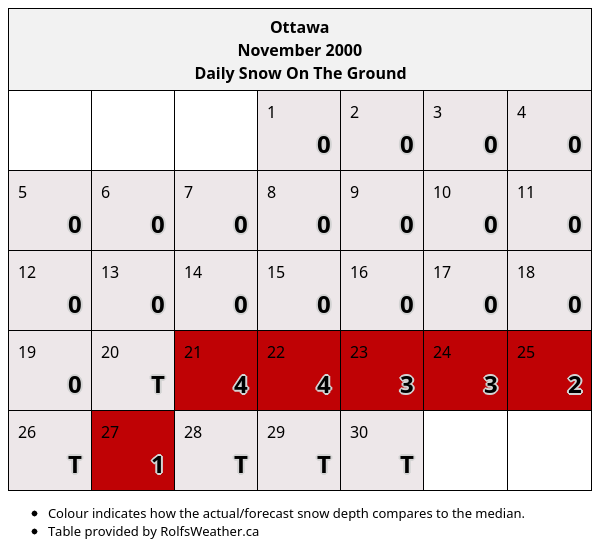 Ottawa
November 2000
Daily Snow On The Ground
1 2 3 4
0 0 0 0
5 6 7 8 9 10 11
0 0 0 0 0 0 0
12 13 14 15 16 17 18
0 0 0 0 0 0 0
19 20 21 22 23 24 25
0 T 4 4 3 3 2
26 27 28 29 30
T 1 T T T
• Colour indicates how the actual/forecast snow depth compares to the median.
• Table provided by RolfsWeather.ca